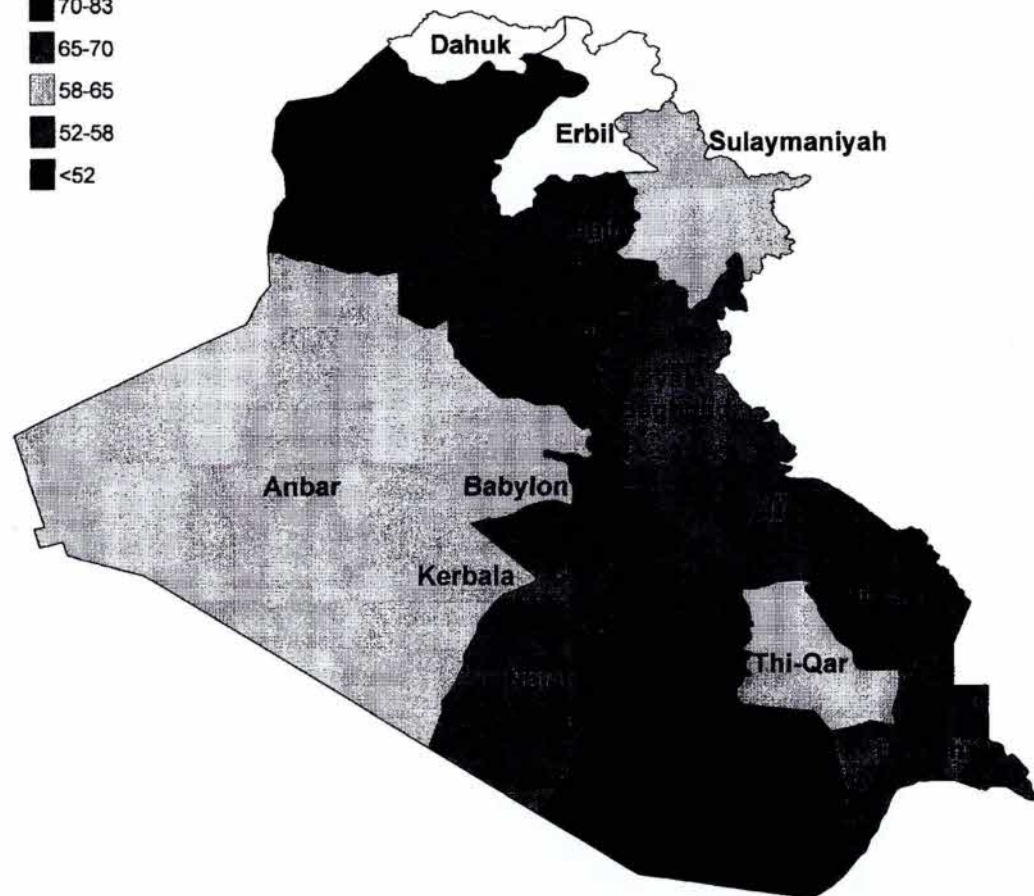 70-83
65-70
58-65
52-58
<52
Dahuk
Erbil
Sulaymaniyah
Anbar
Babylon
Kerbala
Thi-Qar